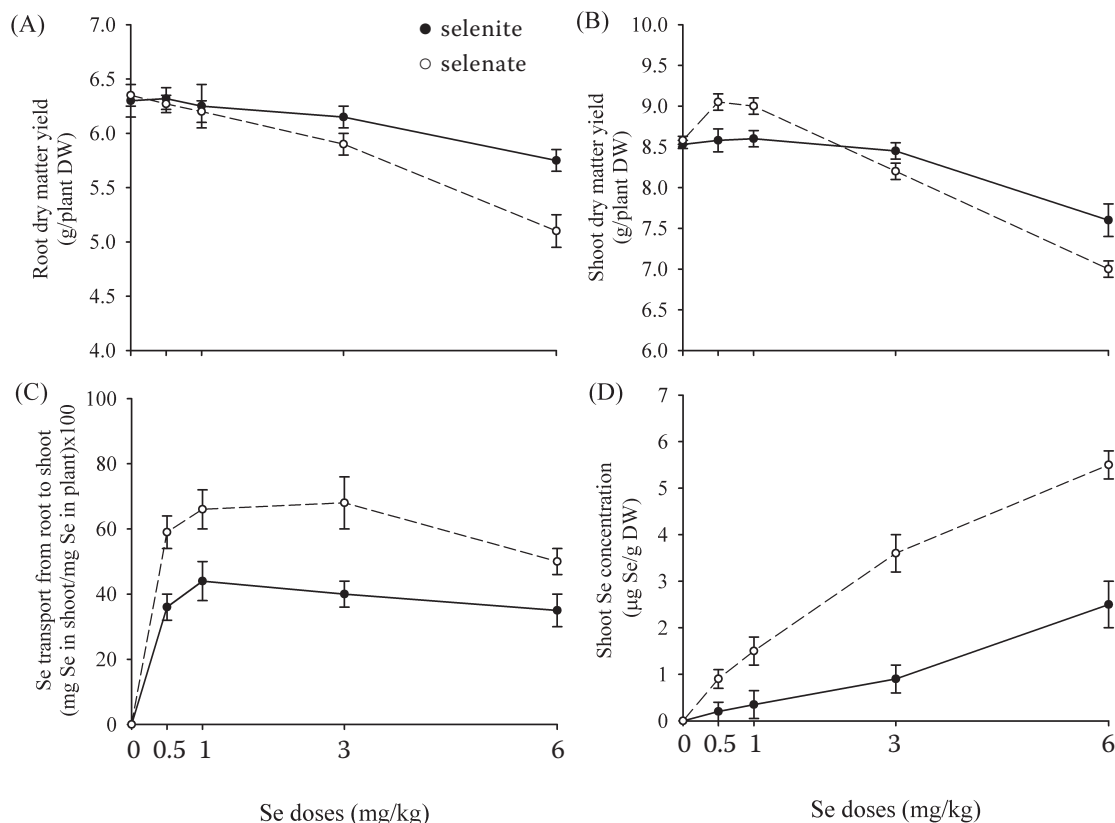 (A)
7.0
6.5
6.0
5.5
5.0
4.5
4.0
Root dry matter yield
(g/plant DW)
selenite
selenate
(B)
10.0
9.5
9.0
8.5
8.0
7.5
7.0
6.5
6.0
Shoot dry matter yield
(g/plant DW)
(C)
100
80
60
40
20
0
Se transport from root to shoot
(mg Se in shoot/mg Se in plant)x100
0 0.5 1 3 6
Se doses (mg/kg)
(D)
7
6
5
4
3
2
1
0
Shoot Se concentration
(µg Se/g DW)
0 0.5 1 3 6
Se doses (mg/kg)